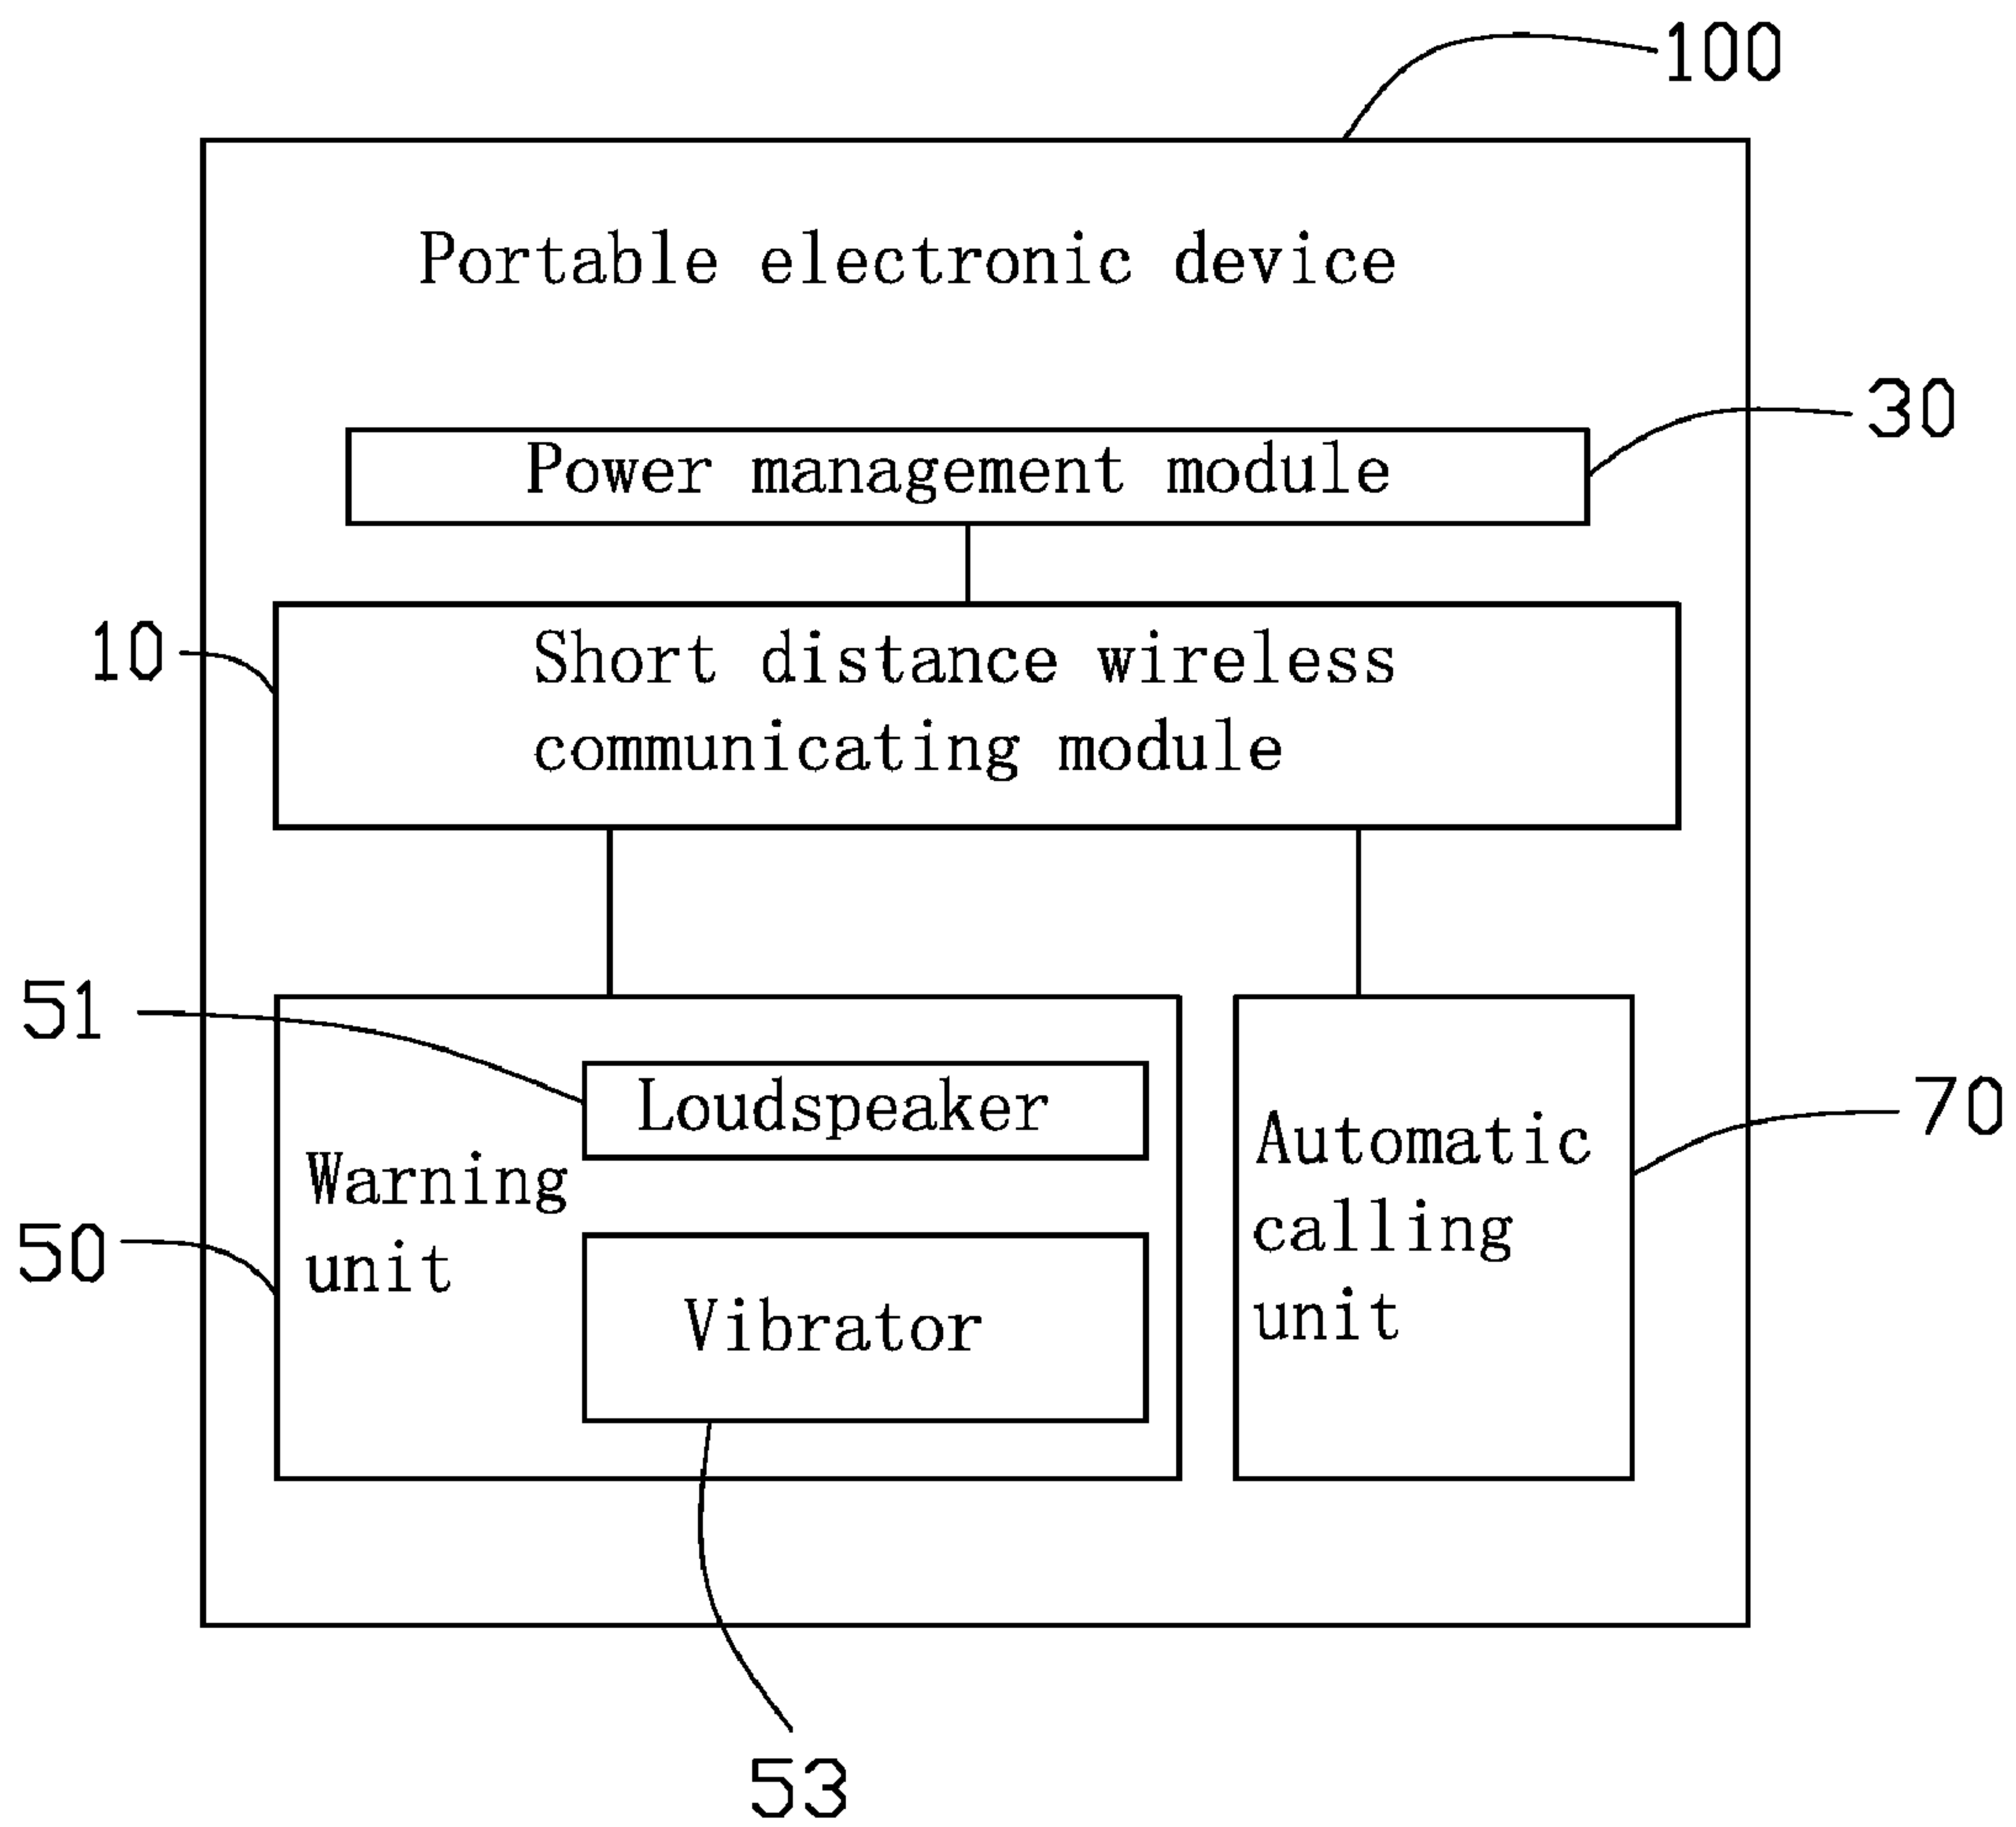 100
Portable electronic device
30
Power management module
10
Short distance wireless
communicating module
51
Loudspeaker
70
Automatic
calling
unit
Warning
unit
50
Vibrator
53